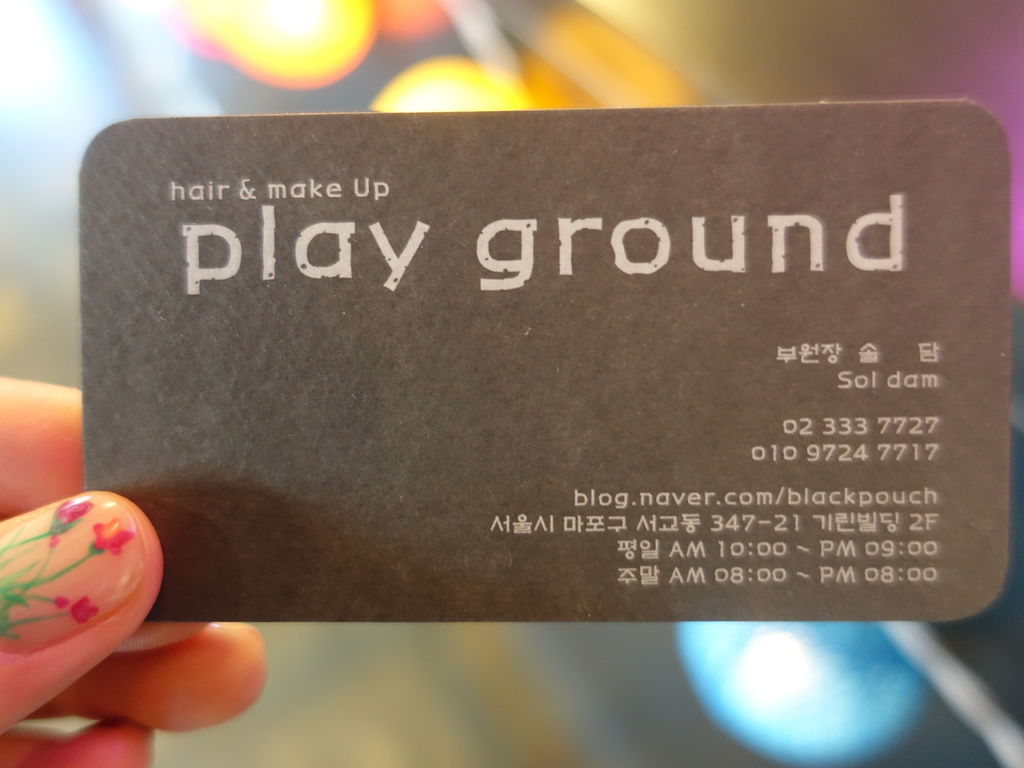 hair & make Up
play ground
부원장 솔 담
Sol dam
02 333 7727
010 9724 7717
blog.naver.com/blackpouch
서울시 마포구 서교동 347-21 기린빌딩 2F
평일 AM 10:00 ~ PM 09:00
주말 AM 08:00 ~ PM 08:00